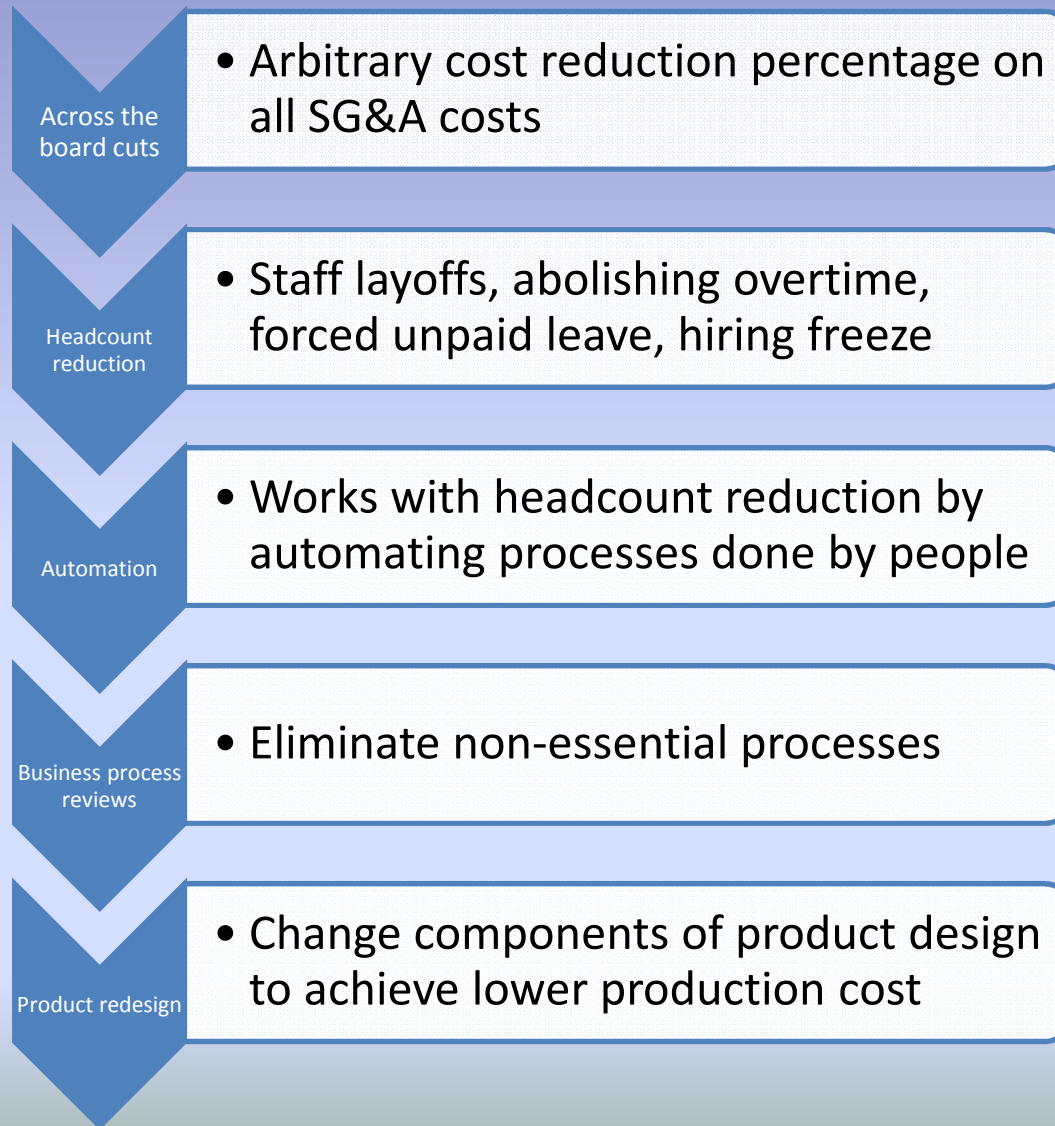 Across the
board cuts
• Arbitrary cost reduction percentage on
all SG&A costs
Headcount
reduction
• Staff layoffs, abolishing overtime,
forced unpaid leave, hiring freeze
Automation
• Works with headcount reduction by
automating processes done by people
Business process
reviews
• Eliminate non-essential processes
Product redesign
• Change components of product design
to achieve lower production cost